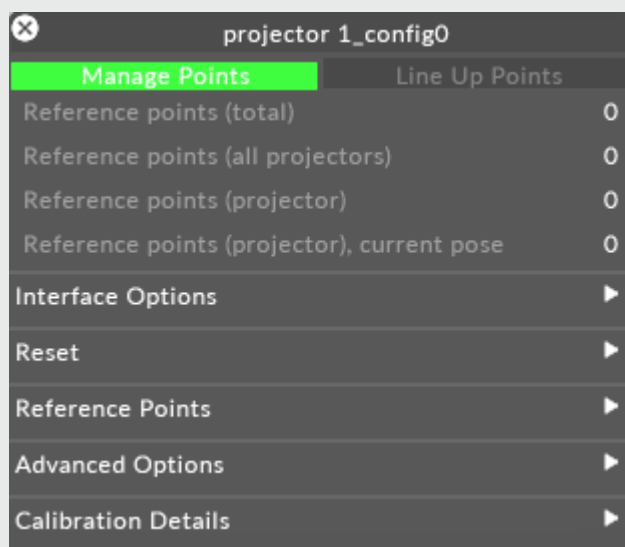 projector 1_config0
Manage Points Line Up Points
Reference points (total) 0
Reference points (all projectors) 0
Reference points (projector) 0
Reference points (projector), current pose 0
Interface Options
Reset
Reference Points
Advanced Options
Calibration Details